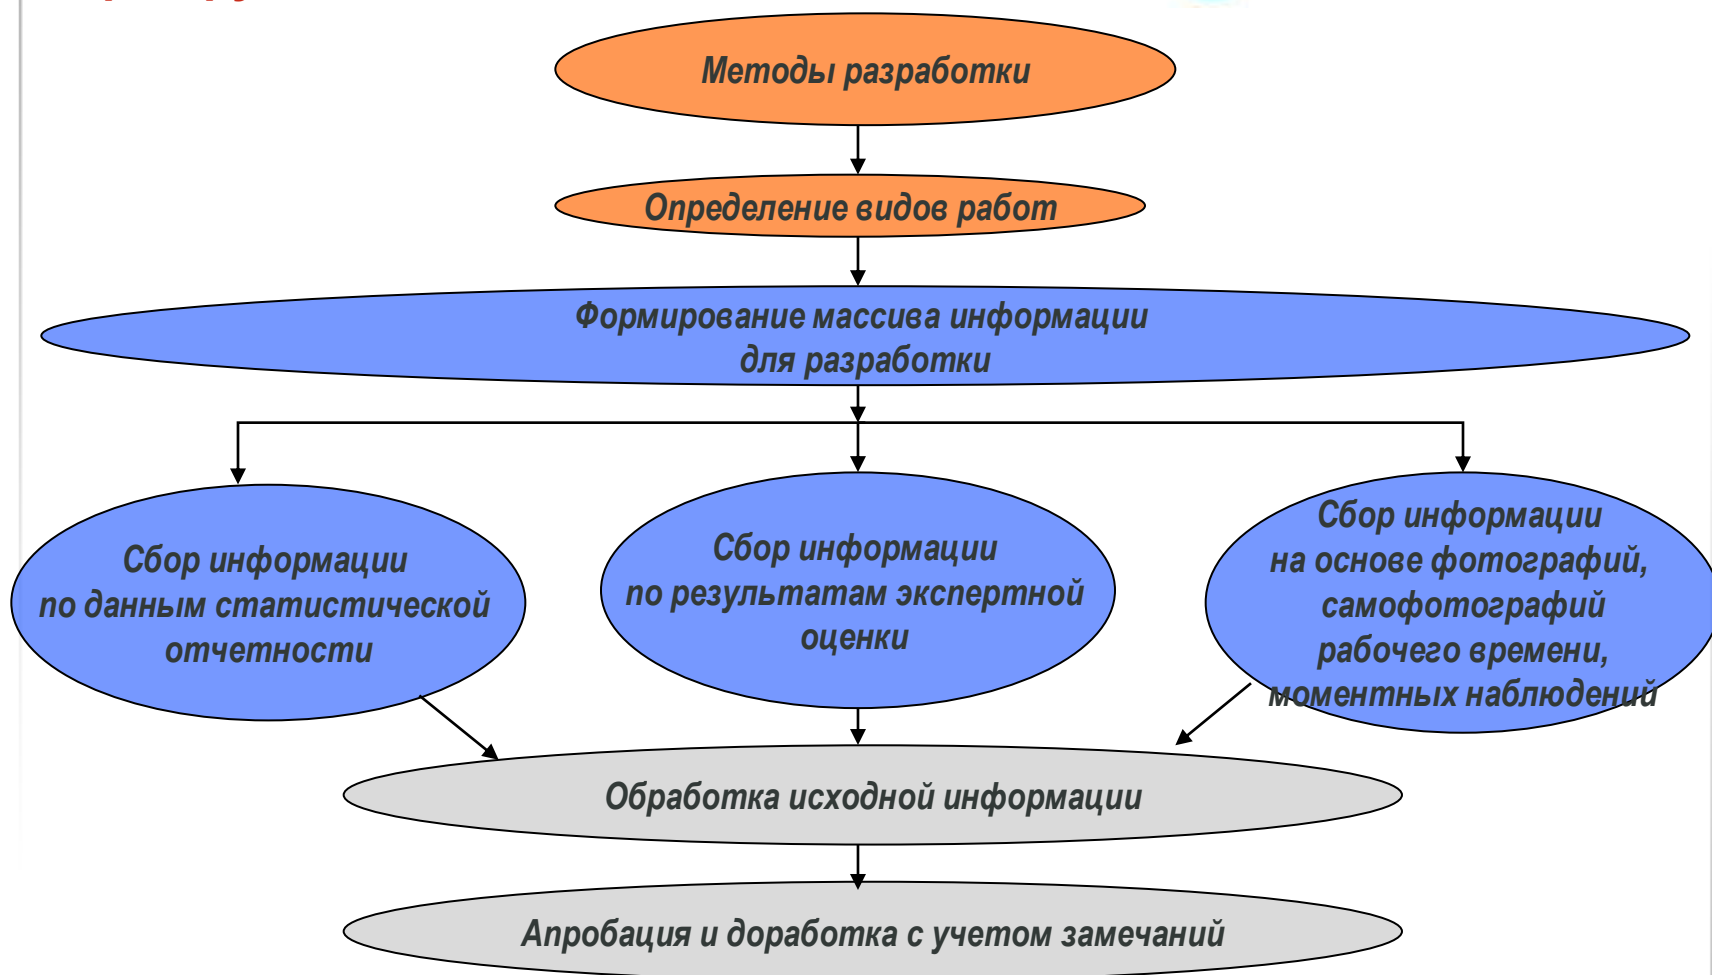 Методы разработки
Определение видов работ
Формирование массива информации
для разработки
Сбор информации
по данным статистической
отчетности
Сбор информации
по результатам экспертной
оценки
Сбор информации
на основе фотографий,
самофотографий
рабочего времени,
моментных наблюдений
Обработка исходной информации
Апробация и доработка с учетом замечаний